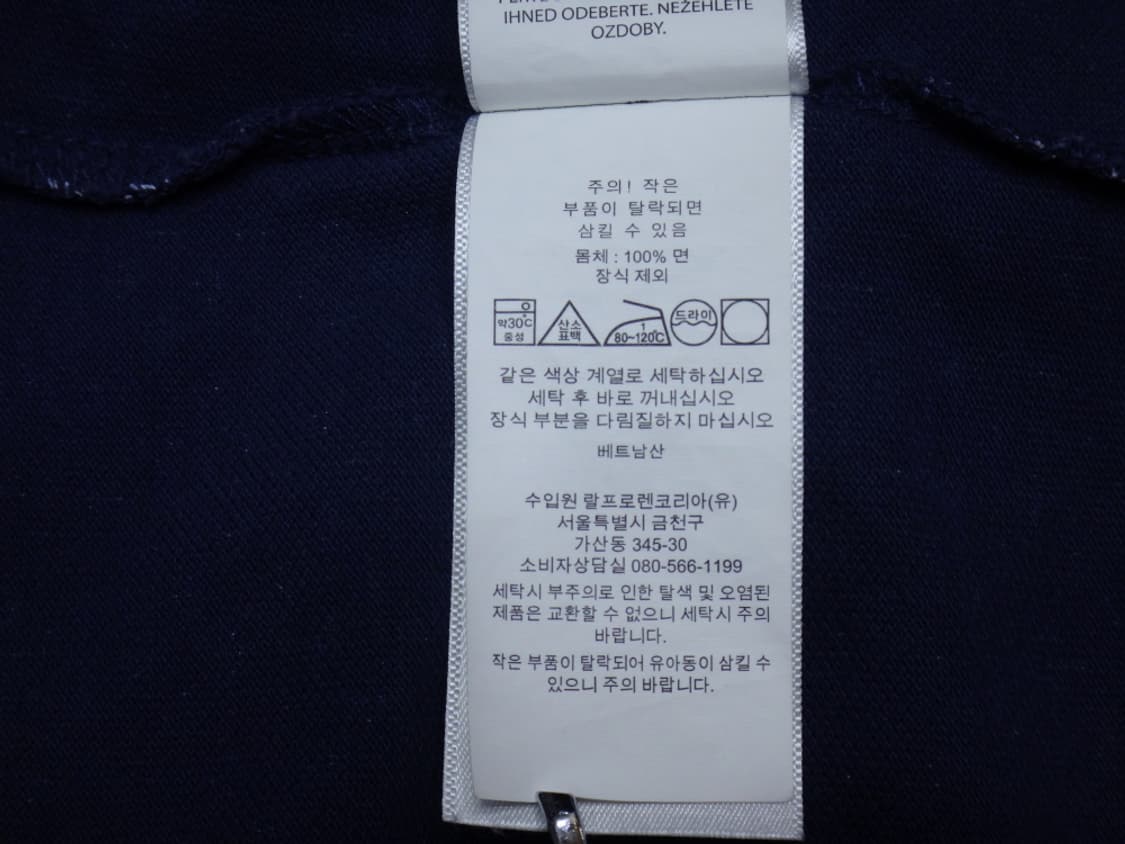 IHNED ODEBERTE. NEŽEHLETE
OZDOBY.
주의! 작은
부품이 탈락되면
삼킬 수 있음
몸체 : 100% 면
장식 제외
약30°C
중성
산소
표백
1
80~120°C
드라이
같은 색상 계열로 세탁하십시오
세탁 후 바로 꺼내십시오
장식 부분을 다림질하지 마십시오
베트남산
수입원 랄프로렌코리아(유)
서울특별시 금천구
가산동 345-30
소비자상담실 080-566-1199
세탁시 부주의로 인한 탈색 및 오염된
제품은 교환할 수 없으니 세탁시 주의
바랍니다.
작은 부품이 탈락되어 유아동이 삼킬 수
있으니 주의 바랍니다.